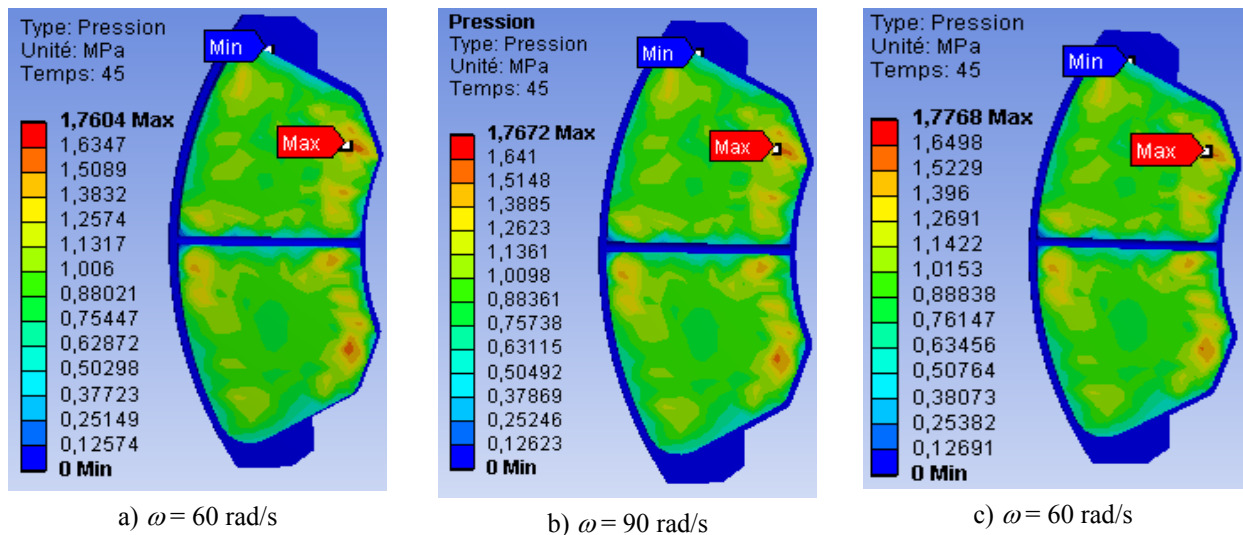 Type: Pression
Unité: MPa
Temps: 45
Min
Max
1,7604 Max
1,6347
1,5089
1,3832
1,2574
1,1317
1,006
0,88021
0,75447
0,62872
0,50298
0,37723
0,25149
0,12574
0 Min
a) ω = 60 rad/s
Pression
Type: Pression
Unité: MPa
Temps: 45
Min
Max
1,7672 Max
1,641
1,5148
1,3885
1,2623
1,1361
1,0098
0,88361
0,75738
0,63115
0,50492
0,37869
0,25246
0,12623
0 Min
b) ω = 90 rad/s
Type: Pression
Unité: MPa
Temps: 45
Min
Max
1,7768 Max
1,6498
1,5229
1,396
1,2691
1,1422
1,0153
0,88838
0,76147
0,63456
0,50764
0,38073
0,25382
0,12691
0 Min
c) ω = 60 rad/s